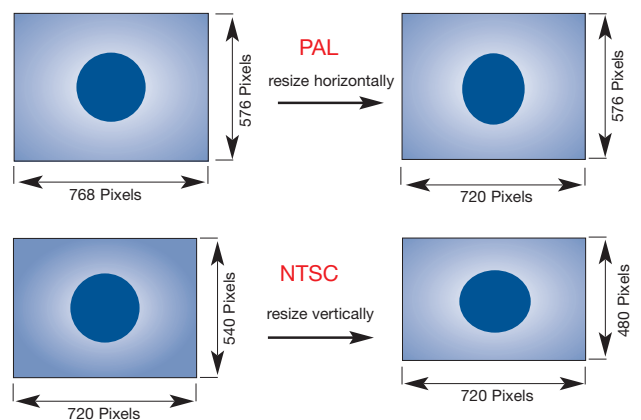 PAL
resize horizontally
576 Pixels
576 Pixels
768 Pixels
720 Pixels
NTSC
resize vertically
540 Pixels
480 Pixels
720 Pixels
720 Pixels